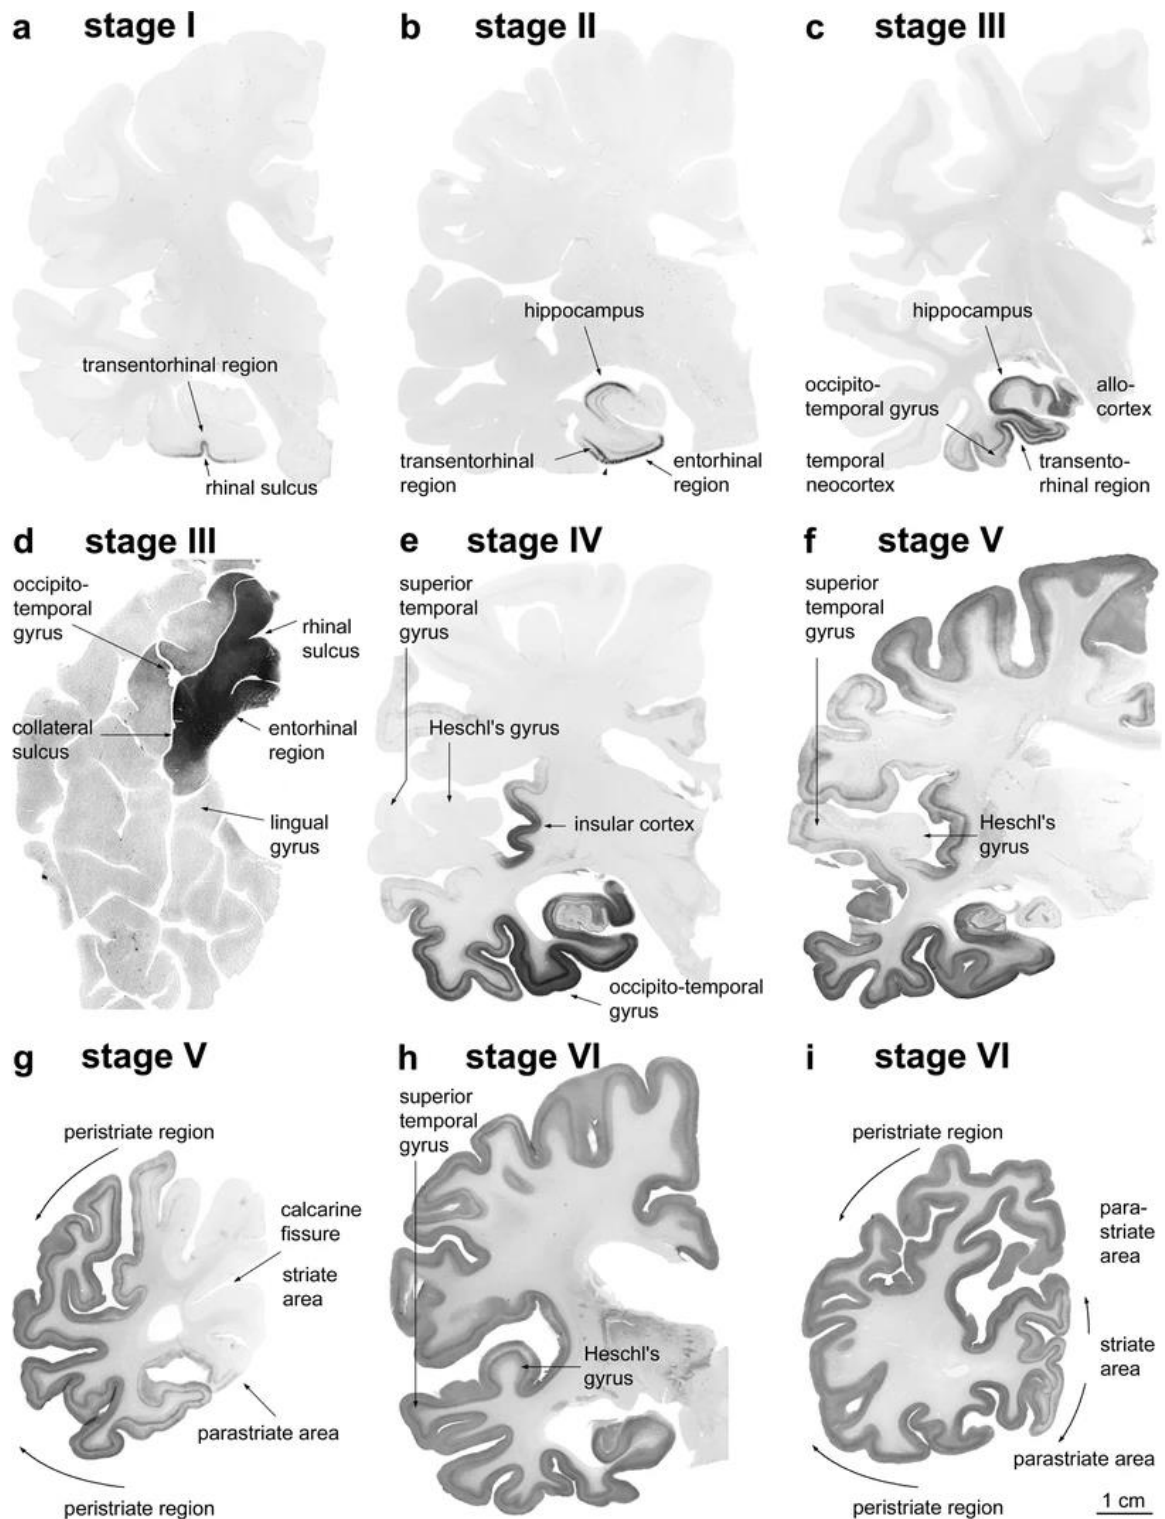 a stage I
b stage II
c stage III
transentorhinal region
rhinal sulcus
hippocampus
transentorhinal
region
entorhinal
region
hippocampus
occipito-
temporal gyrus
allo-
cortex
temporal
neocortex
transento-
rhinal region
d stage III
e stage IV
f stage V
occipito-
temporal
gyrus
rhinal
sulcus
collateral
sulcus
entorhinal
region
lingual
gyrus
superior
temporal
gyrus
Heschl's gyrus
insular cortex
occipito-temporal
gyrus
superior
temporal
gyrus
Heschl's
gyrus
g stage V
h stage VI
i stage VI
peristriate region
calcarine
fissure
striate
area
parastriate area
peristriate region
superior
temporal
gyrus
Heschl's
gyrus
peristriate region
para-
striate
area
striate
area
parastriate area
peristriate region
1 cm